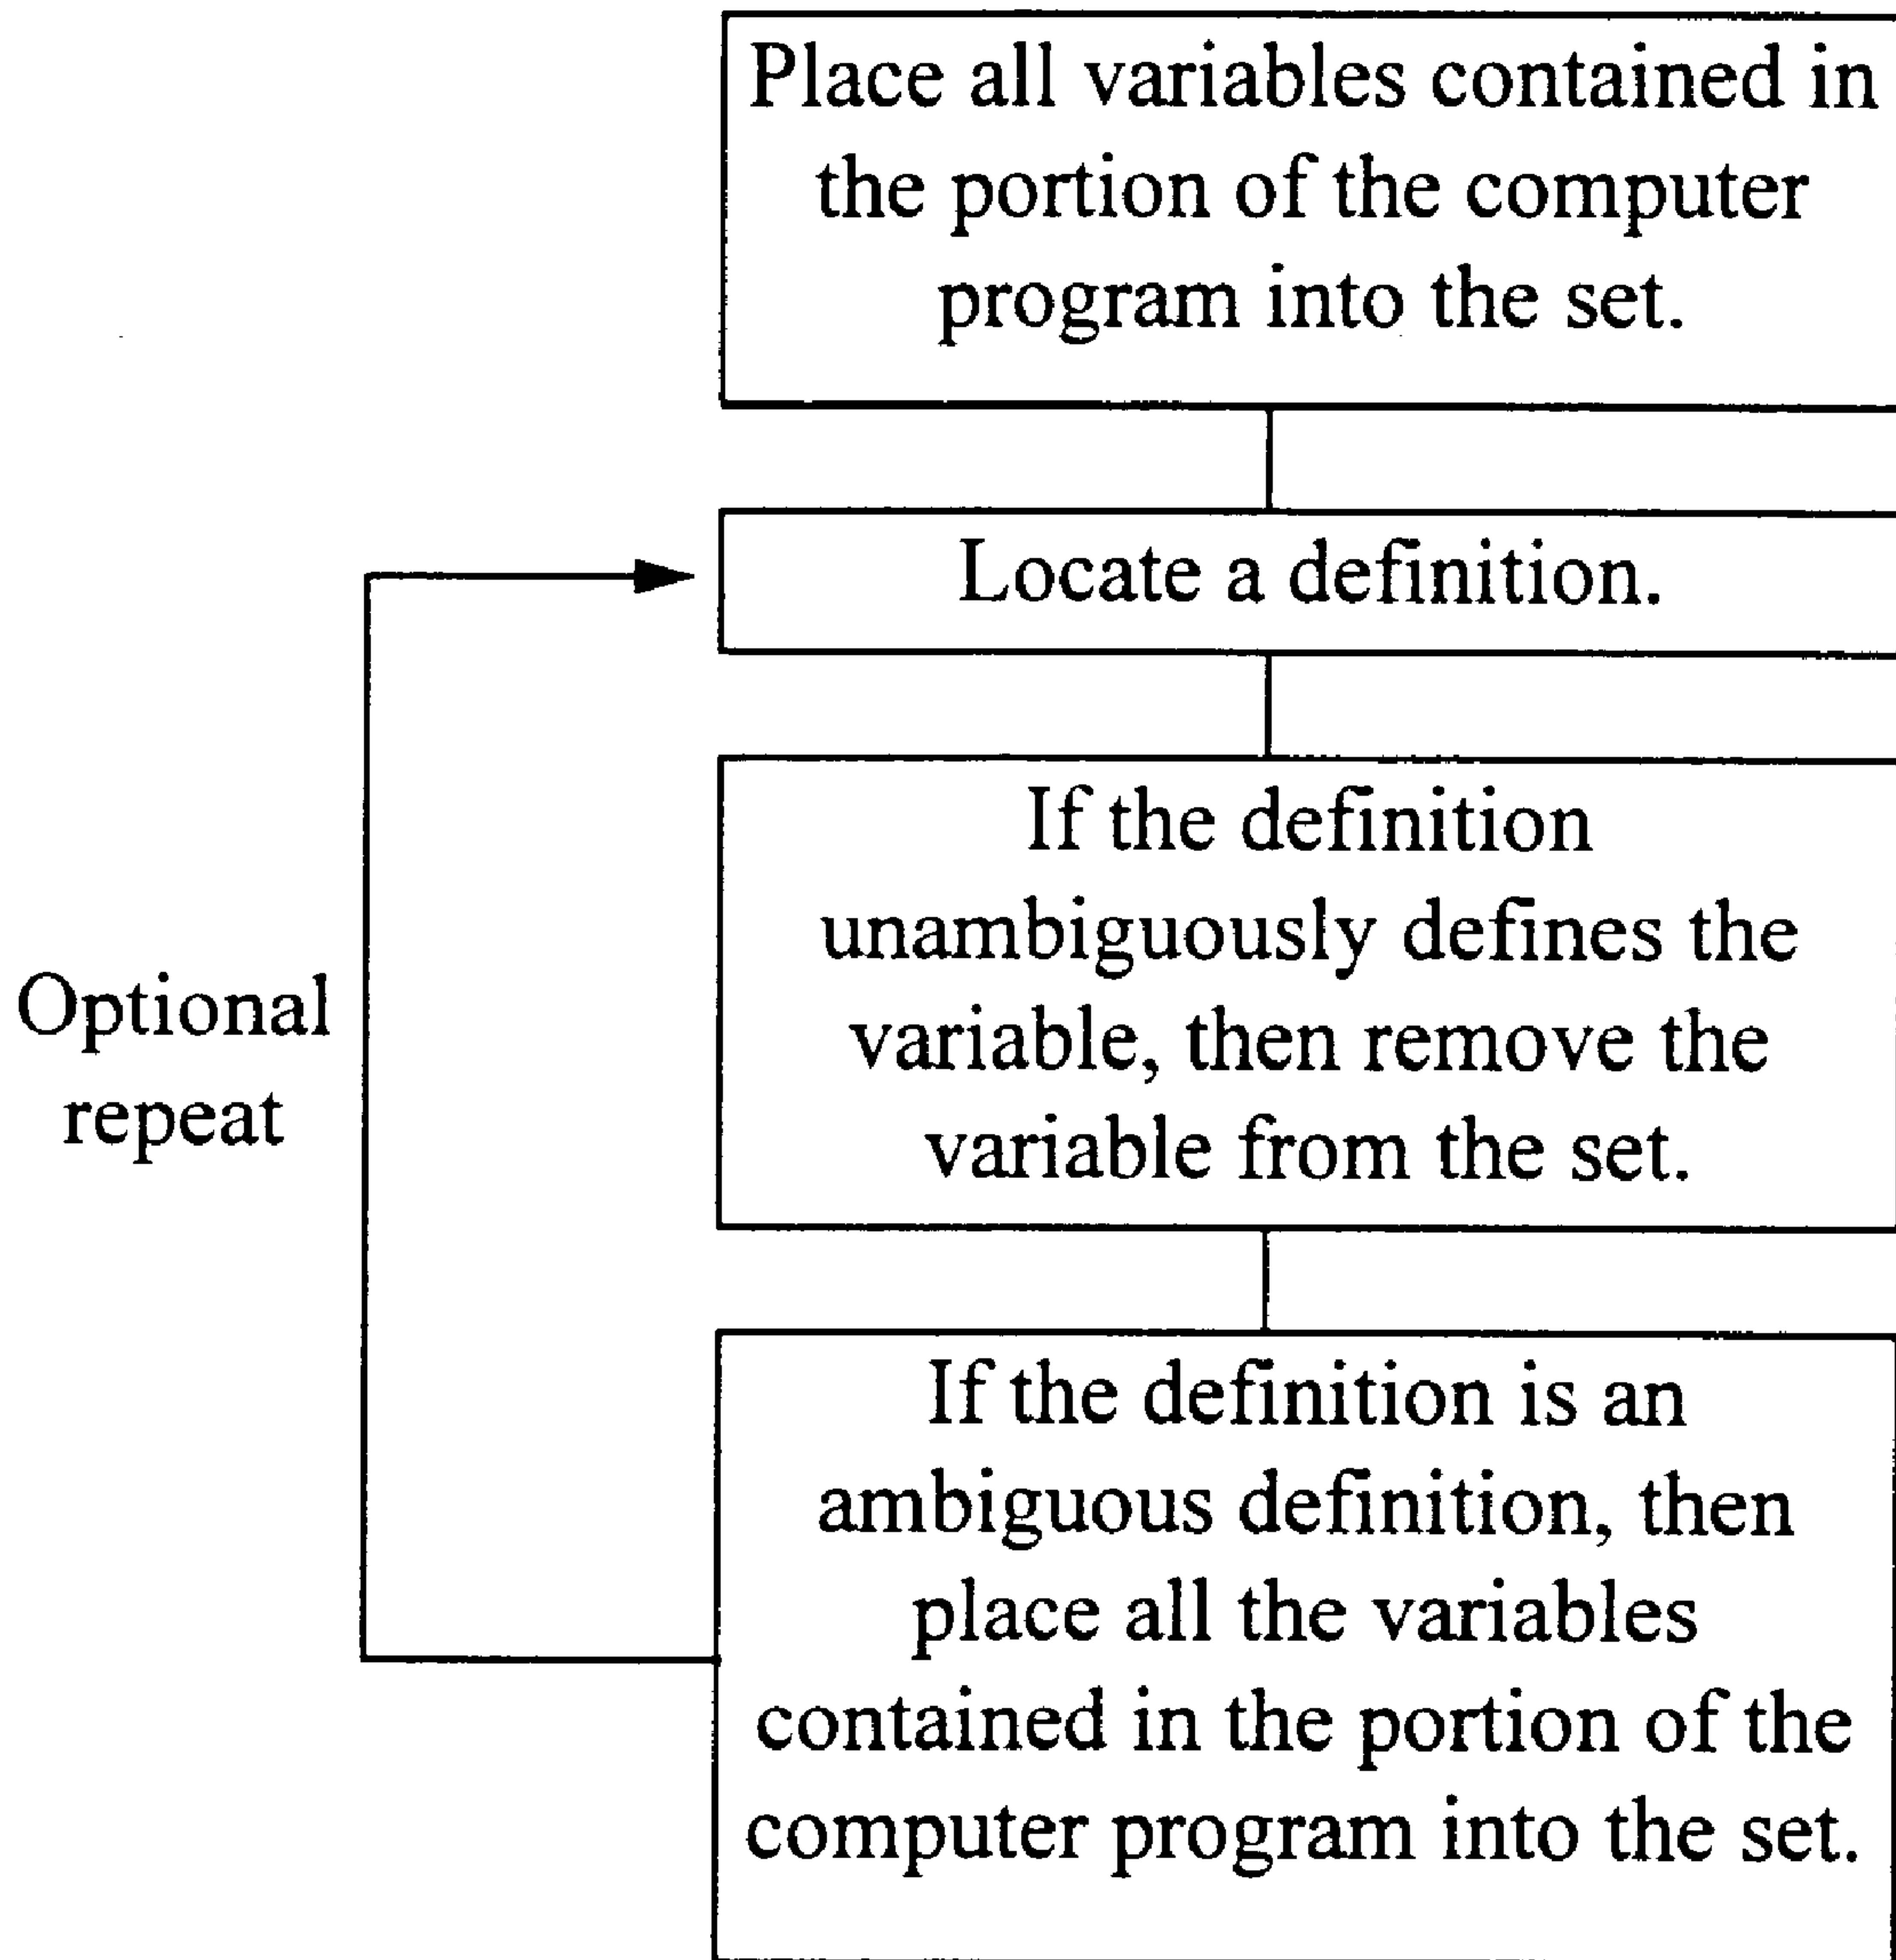 Place all variables contained in
the portion of the computer
program into the set.
Locate a definition.
If the definition
unambiguously defines the
variable, then remove the
variable from the set.
Optional
repeat
If the definition is an
ambiguous definition, then
place all the variables
contained in the portion of the
computer program into the set.